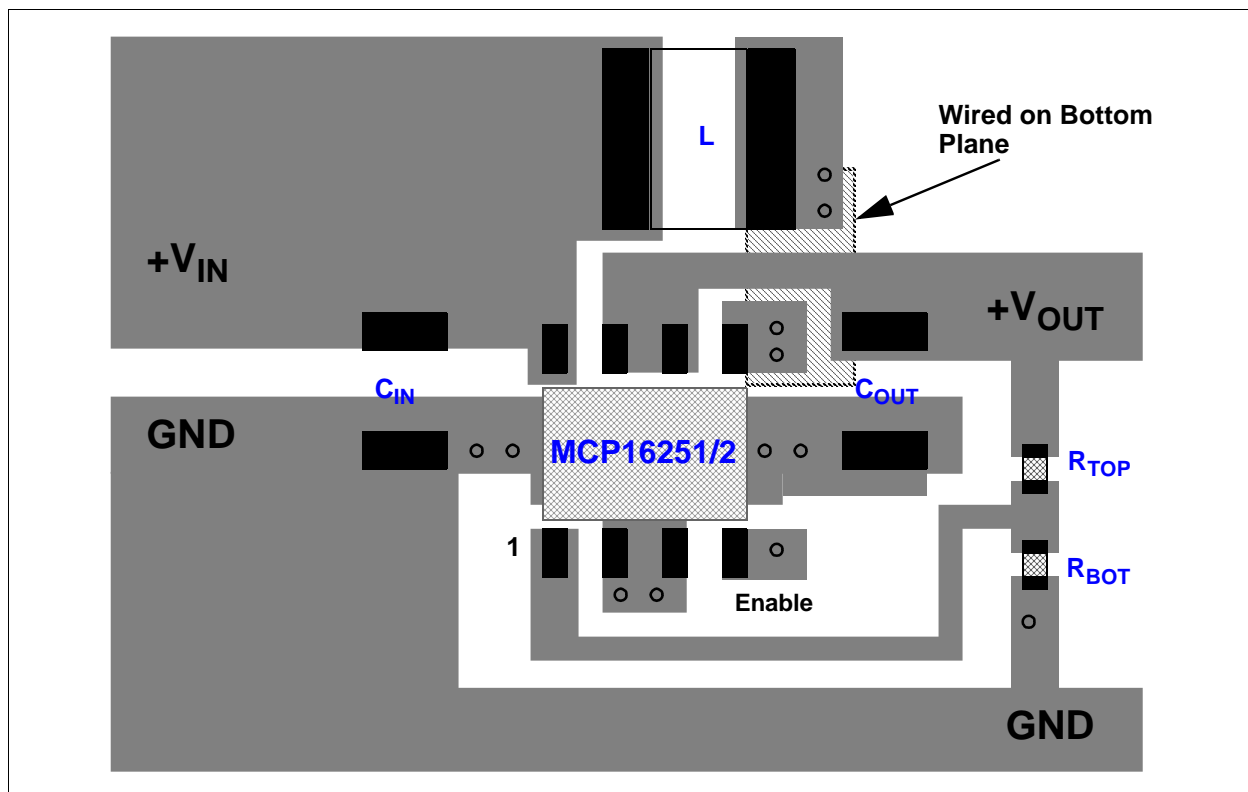 Wired on Bottom
Plane
L
+VIN
+VOUT
CIN
COUT
GND
MCP16251/2
RTOP
1
RBOT
Enable
GND